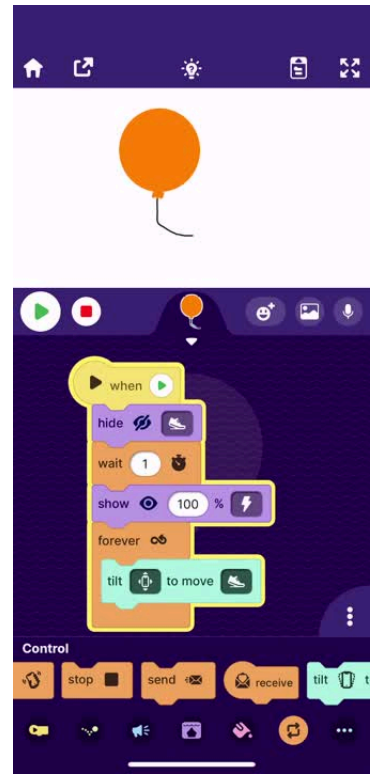 when
hide
wait 1
show 100 %
forever
tilt to move
Control
stop send receive tilt t